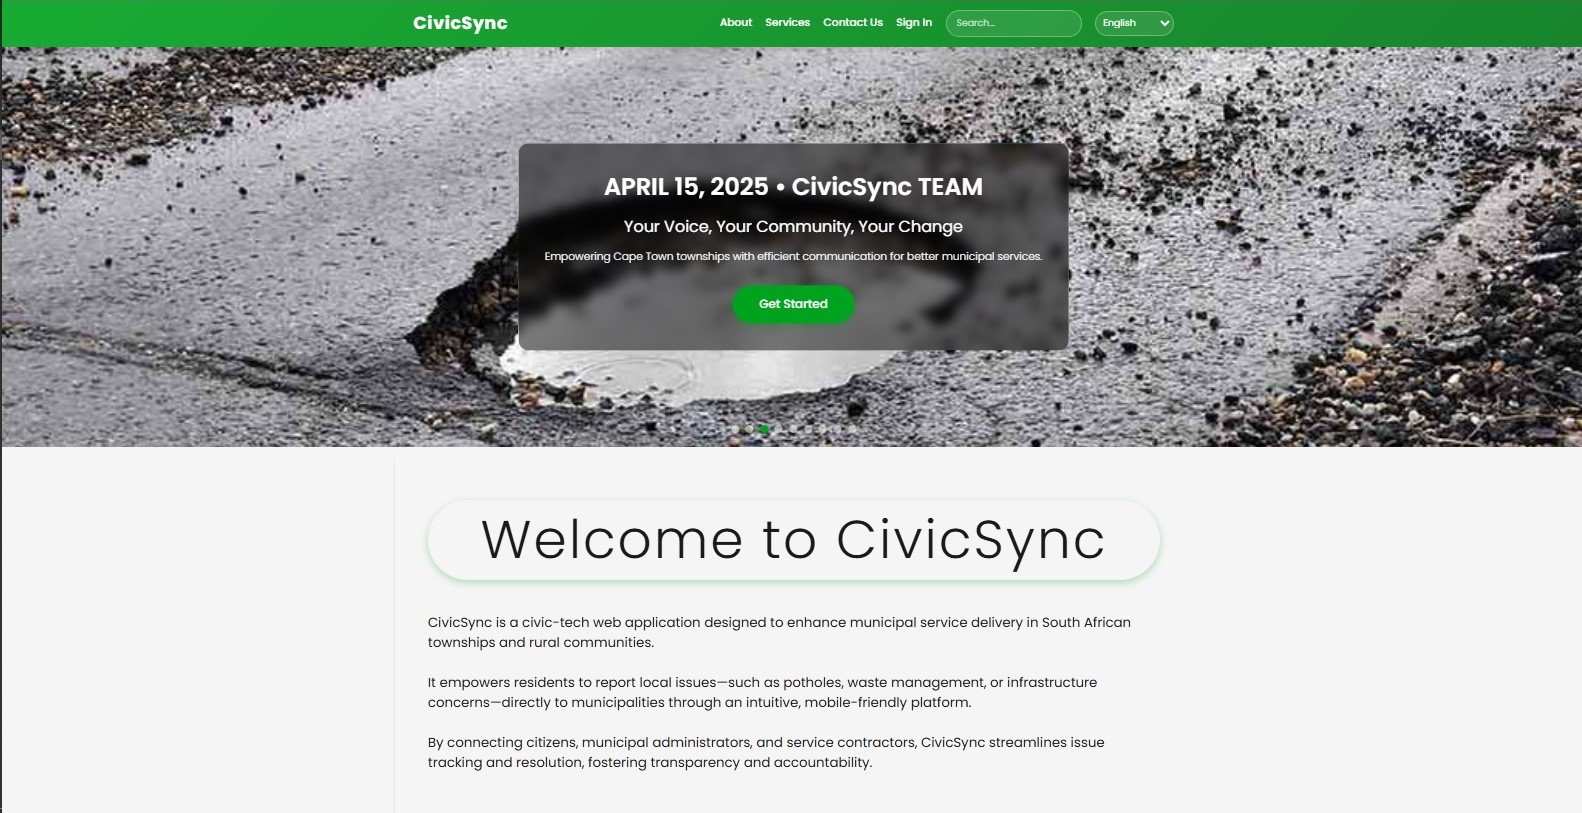 CivicSync
About Services Contact Us Sign In Search... English
APRIL 15, 2025 • CivicSync TEAM
Your Voice, Your Community, Your Change
Empowering Cape Town townships with efficient communication for better municipal services.
Get Started
Welcome to CivicSync
CivicSync is a civic-tech web application designed to enhance municipal service delivery in South African
townships and rural communities.
It empowers residents to report local issues—such as potholes, waste management, or infrastructure
concerns—directly to municipalities through an intuitive, mobile-friendly platform.
By connecting citizens, municipal administrators, and service contractors, CivicSync streamlines issue
tracking and resolution, fostering transparency and accountability.